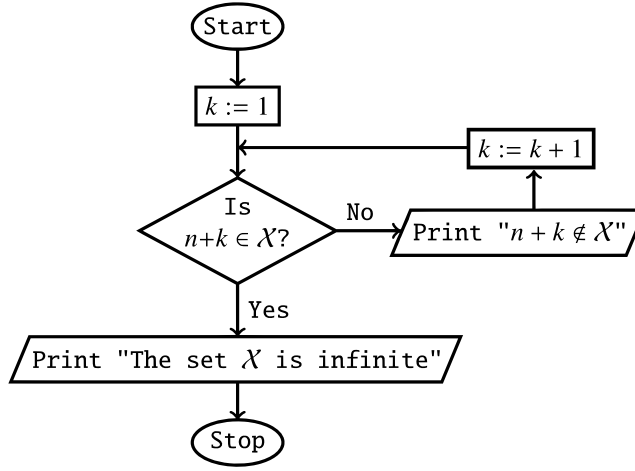 Start
k := 1
k := k + 1
Is
n+k ∈ 𝒳?
No
Print "n + k ∉ 𝒳"
Yes
Print "The set 𝒳 is infinite"
Stop